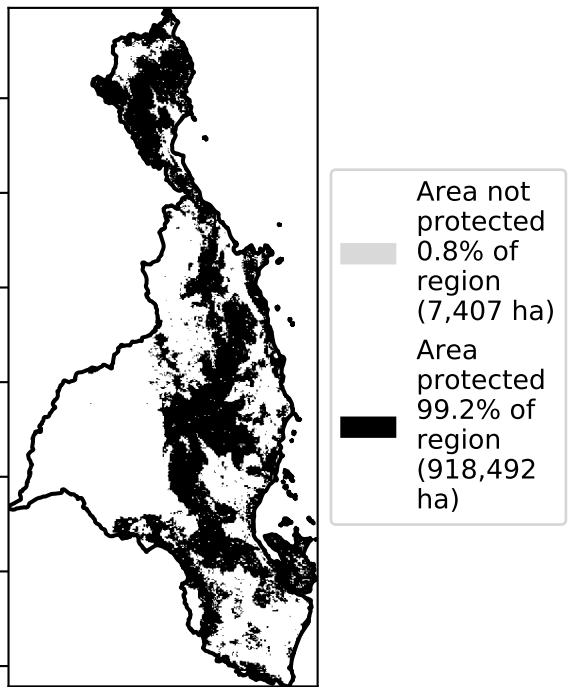 Area not
protected
0.8% of
region
(7,407 ha)
Area
protected
99.2% of
region
(918,492
ha)